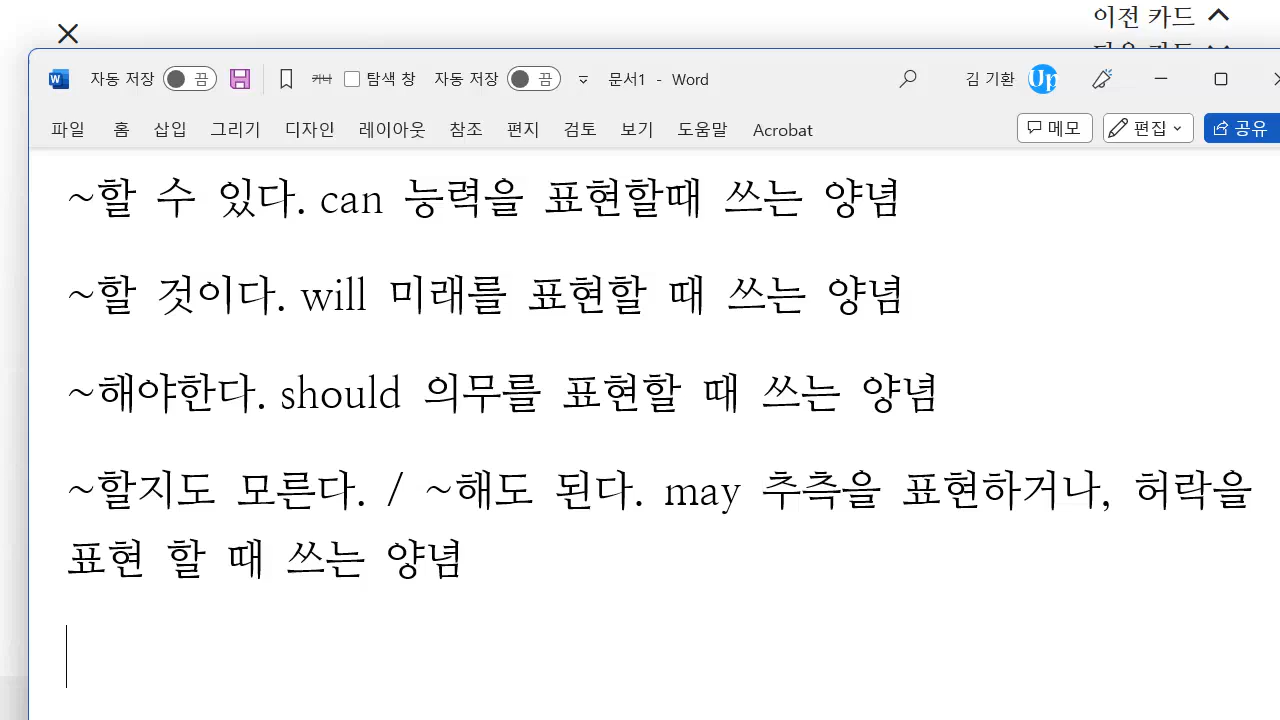 이전 카드
자동 저장 끔 탐색 창 자동 저장 끔 문서1 - Word 김 기환 Up
파일 홈 삽입 그리기 디자인 레이아웃 참조 편지 검토 보기 도움말 Acrobat 메모 편집 공유
~할 수 있다. can 능력을 표현할때 쓰는 양념
~할 것이다. will 미래를 표현할 때 쓰는 양념
~해야한다. should 의무를 표현할 때 쓰는 양념
~할지도 모른다. / ~해도 된다. may 추측을 표현하거나, 허락을
표현 할 때 쓰는 양념